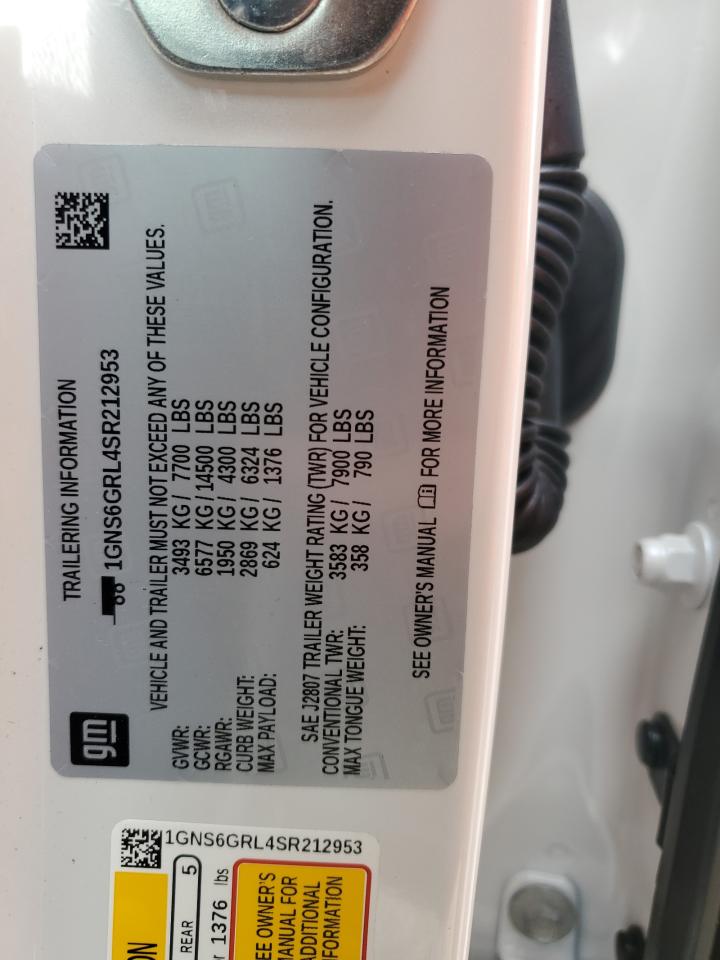 TRAILERING INFORMATION
gm
1GNS6GRL4SR212953
VEHICLE AND TRAILER MUST NOT EXCEED ANY OF THESE VALUES.
GVWR: 3493 KG / 7700 LBS
GCWR: 6577 KG / 14500 LBS
RGAWR: 1950 KG / 4300 LBS
CURB WEIGHT: 2869 KG / 6324 LBS
MAX PAYLOAD: 624 KG / 1376 LBS
SAE J2807 TRAILER WEIGHT RATING (TWR) FOR VEHICLE CONFIGURATION.
CONVENTIONAL TWR: 3583 KG / 7900 LBS
MAX TONGUE WEIGHT: 358 KG / 790 LBS
SEE OWNER'S MANUAL FOR MORE INFORMATION
1GNS6GRL4SR212953
ON
REAR 5
r 1376 lbs
EE OWNER'S
MANUAL FOR
ADDITIONAL
FORMATION